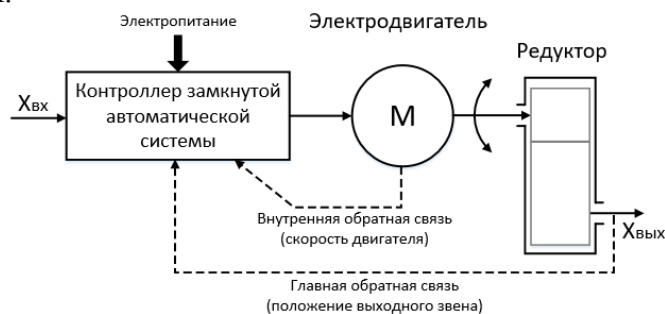 Электропитание
Электродвигатель
Редуктор
Xвх
Контроллер замкнутой
автоматической
системы
M
Внутренняя обратная связь
(скорость двигателя)
Xвых
Главная обратная связь
(положение выходного звена)